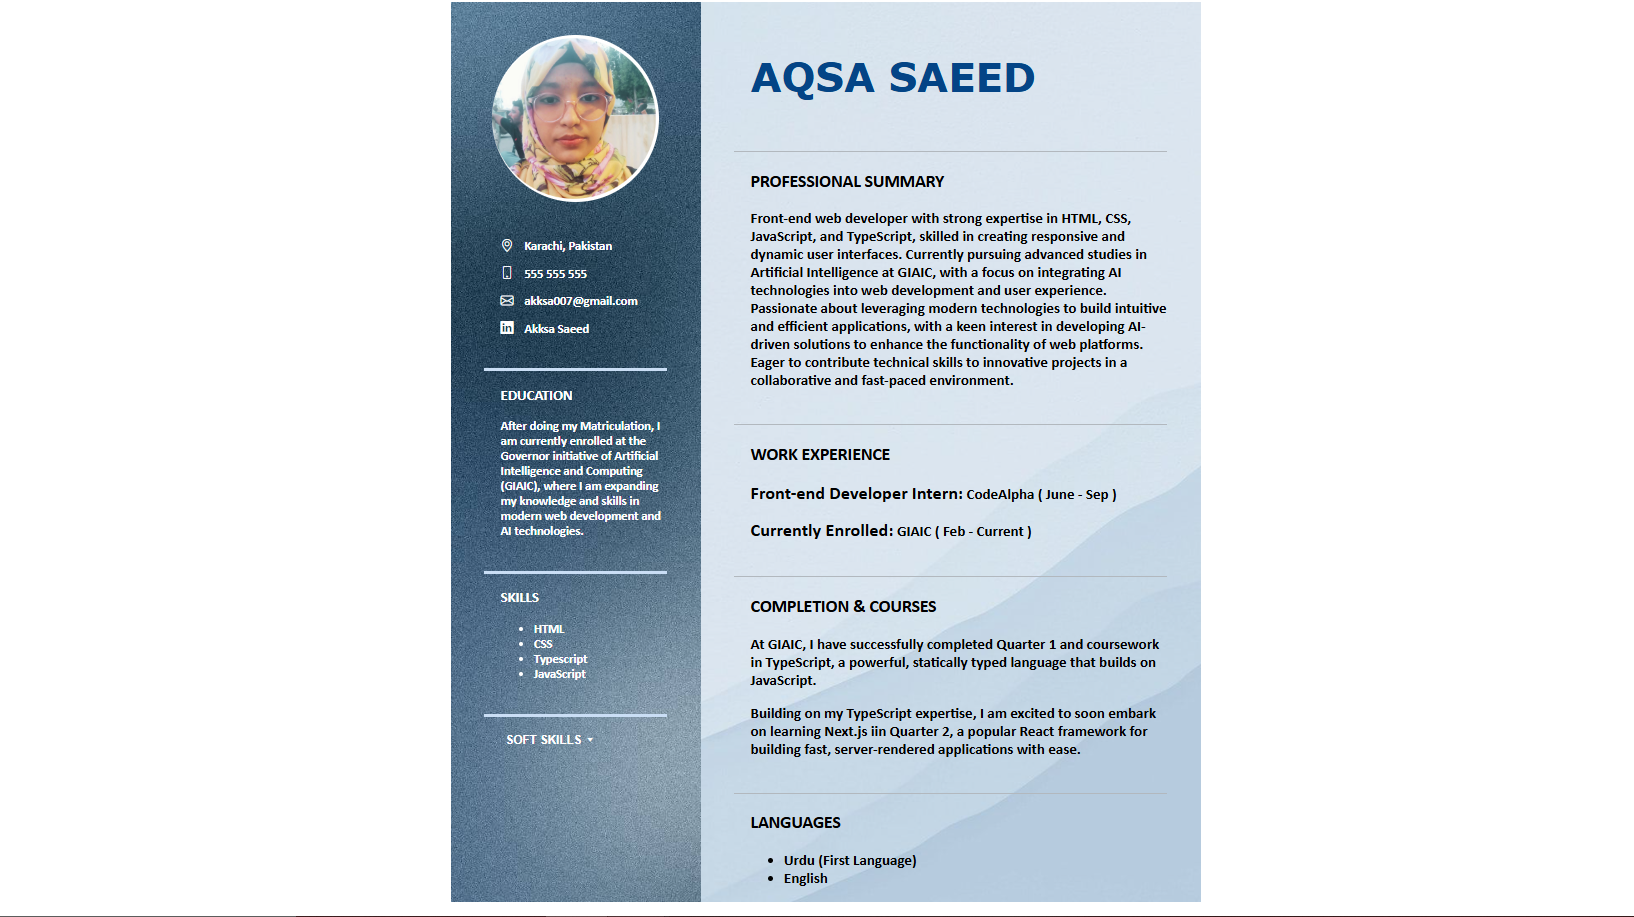 Karachi, Pakistan
555 555 555
akksa007@gmail.com
in
Akksa Saeed
EDUCATION
After doing my Matriculation, I
am currently enrolled at the
Governor initiative of Artificial
Intelligence and Computing
(GIAIC), where I am expanding
my knowledge and skills in
modern web development and
AI technologies.
SKILLS
• HTML
• CSS
• Typescript
• JavaScript
SOFT SKILLS
AQSA SAEED
PROFESSIONAL SUMMARY
Front-end web developer with strong expertise in HTML, CSS,
JavaScript, and TypeScript, skilled in creating responsive and
dynamic user interfaces. Currently pursuing advanced studies in
Artificial Intelligence at GIAIC, with a focus on integrating AI
technologies into web development and user experience.
Passionate about leveraging modern technologies to build intuitive
and efficient applications, with a keen interest in developing AI-
driven solutions to enhance the functionality of web platforms.
Eager to contribute technical skills to innovative projects in a
collaborative and fast-paced environment.
WORK EXPERIENCE
Front-end Developer Intern: CodeAlpha ( June - Sep )
Currently Enrolled: GIAIC ( Feb - Current )
COMPLETION & COURSES
At GIAIC, I have successfully completed Quarter 1 and coursework
in TypeScript, a powerful, statically typed language that builds on
JavaScript.
Building on my TypeScript expertise, I am excited to soon embark
on learning Next.js iin Quarter 2, a popular React framework for
building fast, server-rendered applications with ease.
LANGUAGES
• Urdu (First Language)
• English